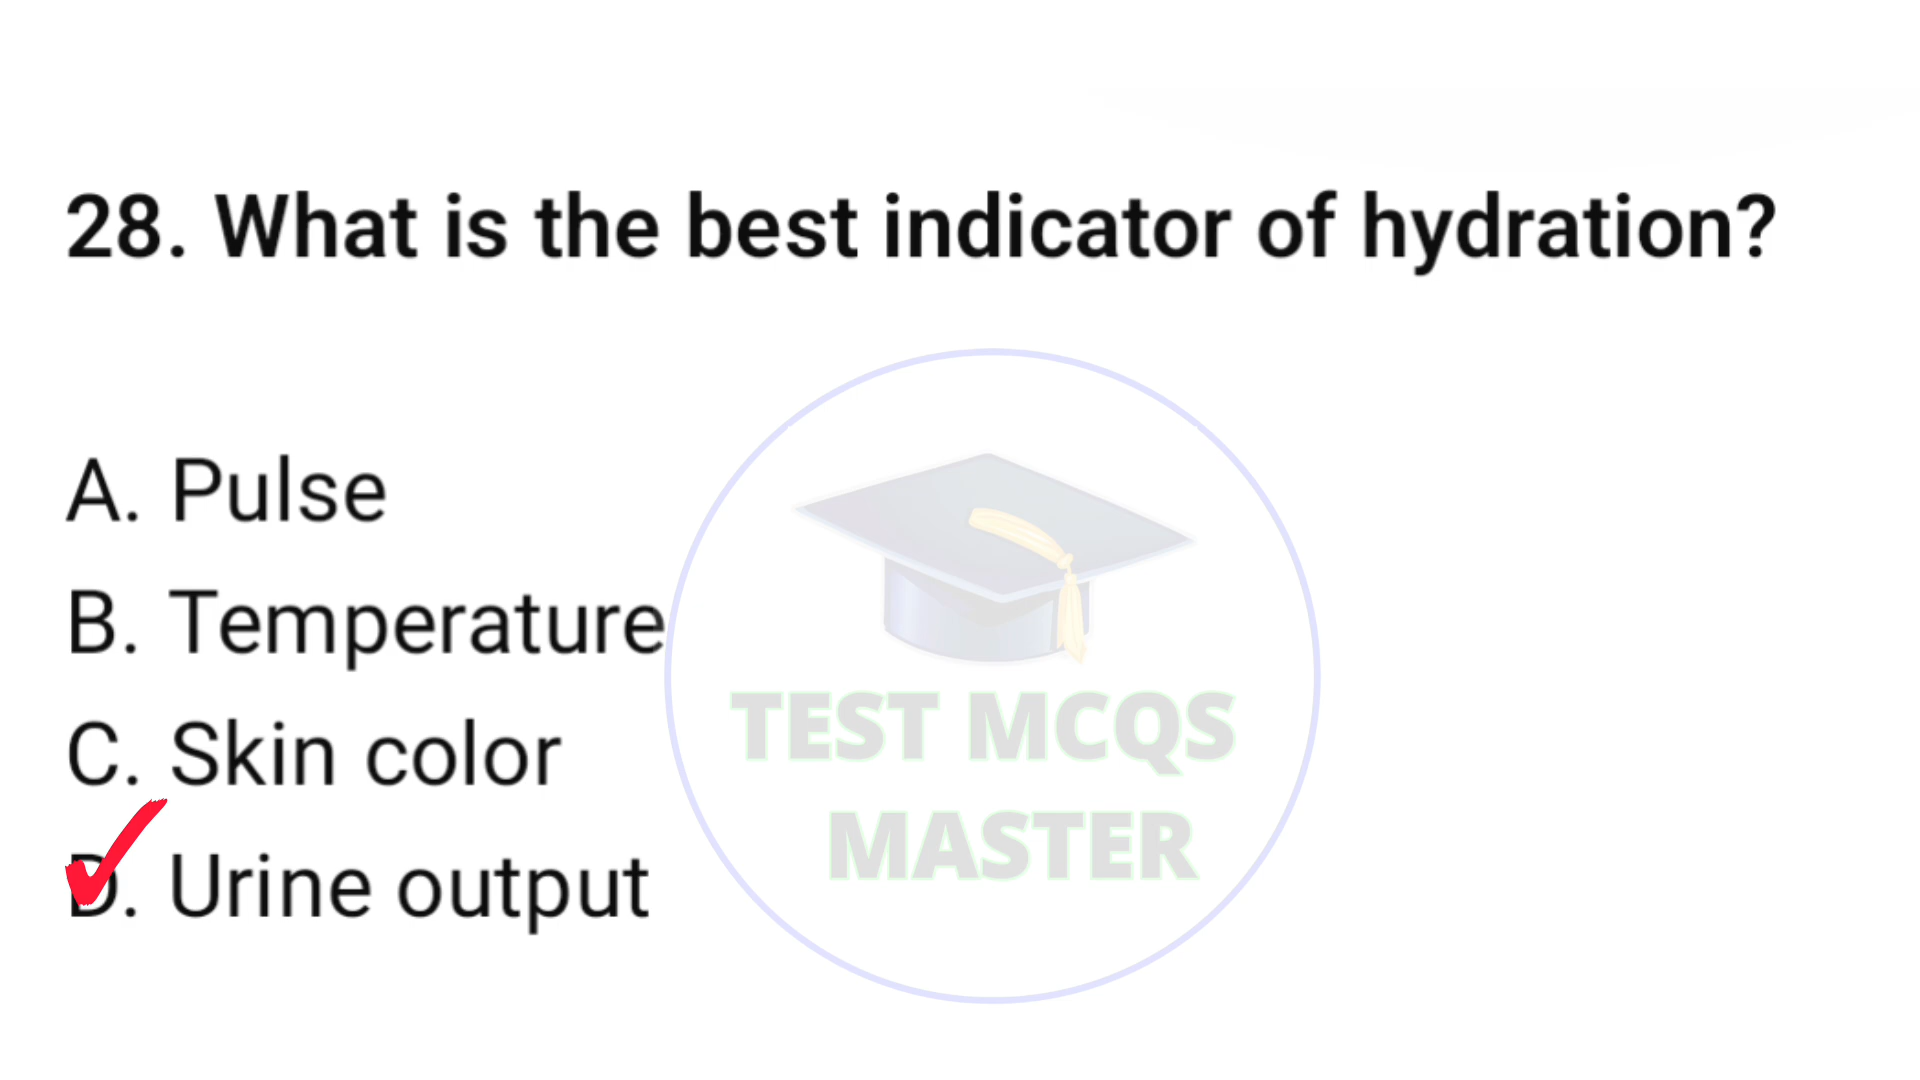 28. What is the best indicator of hydration?
A. Pulse
B. Temperature
C. Skin color
D. Urine output
TEST MCQS
MASTER